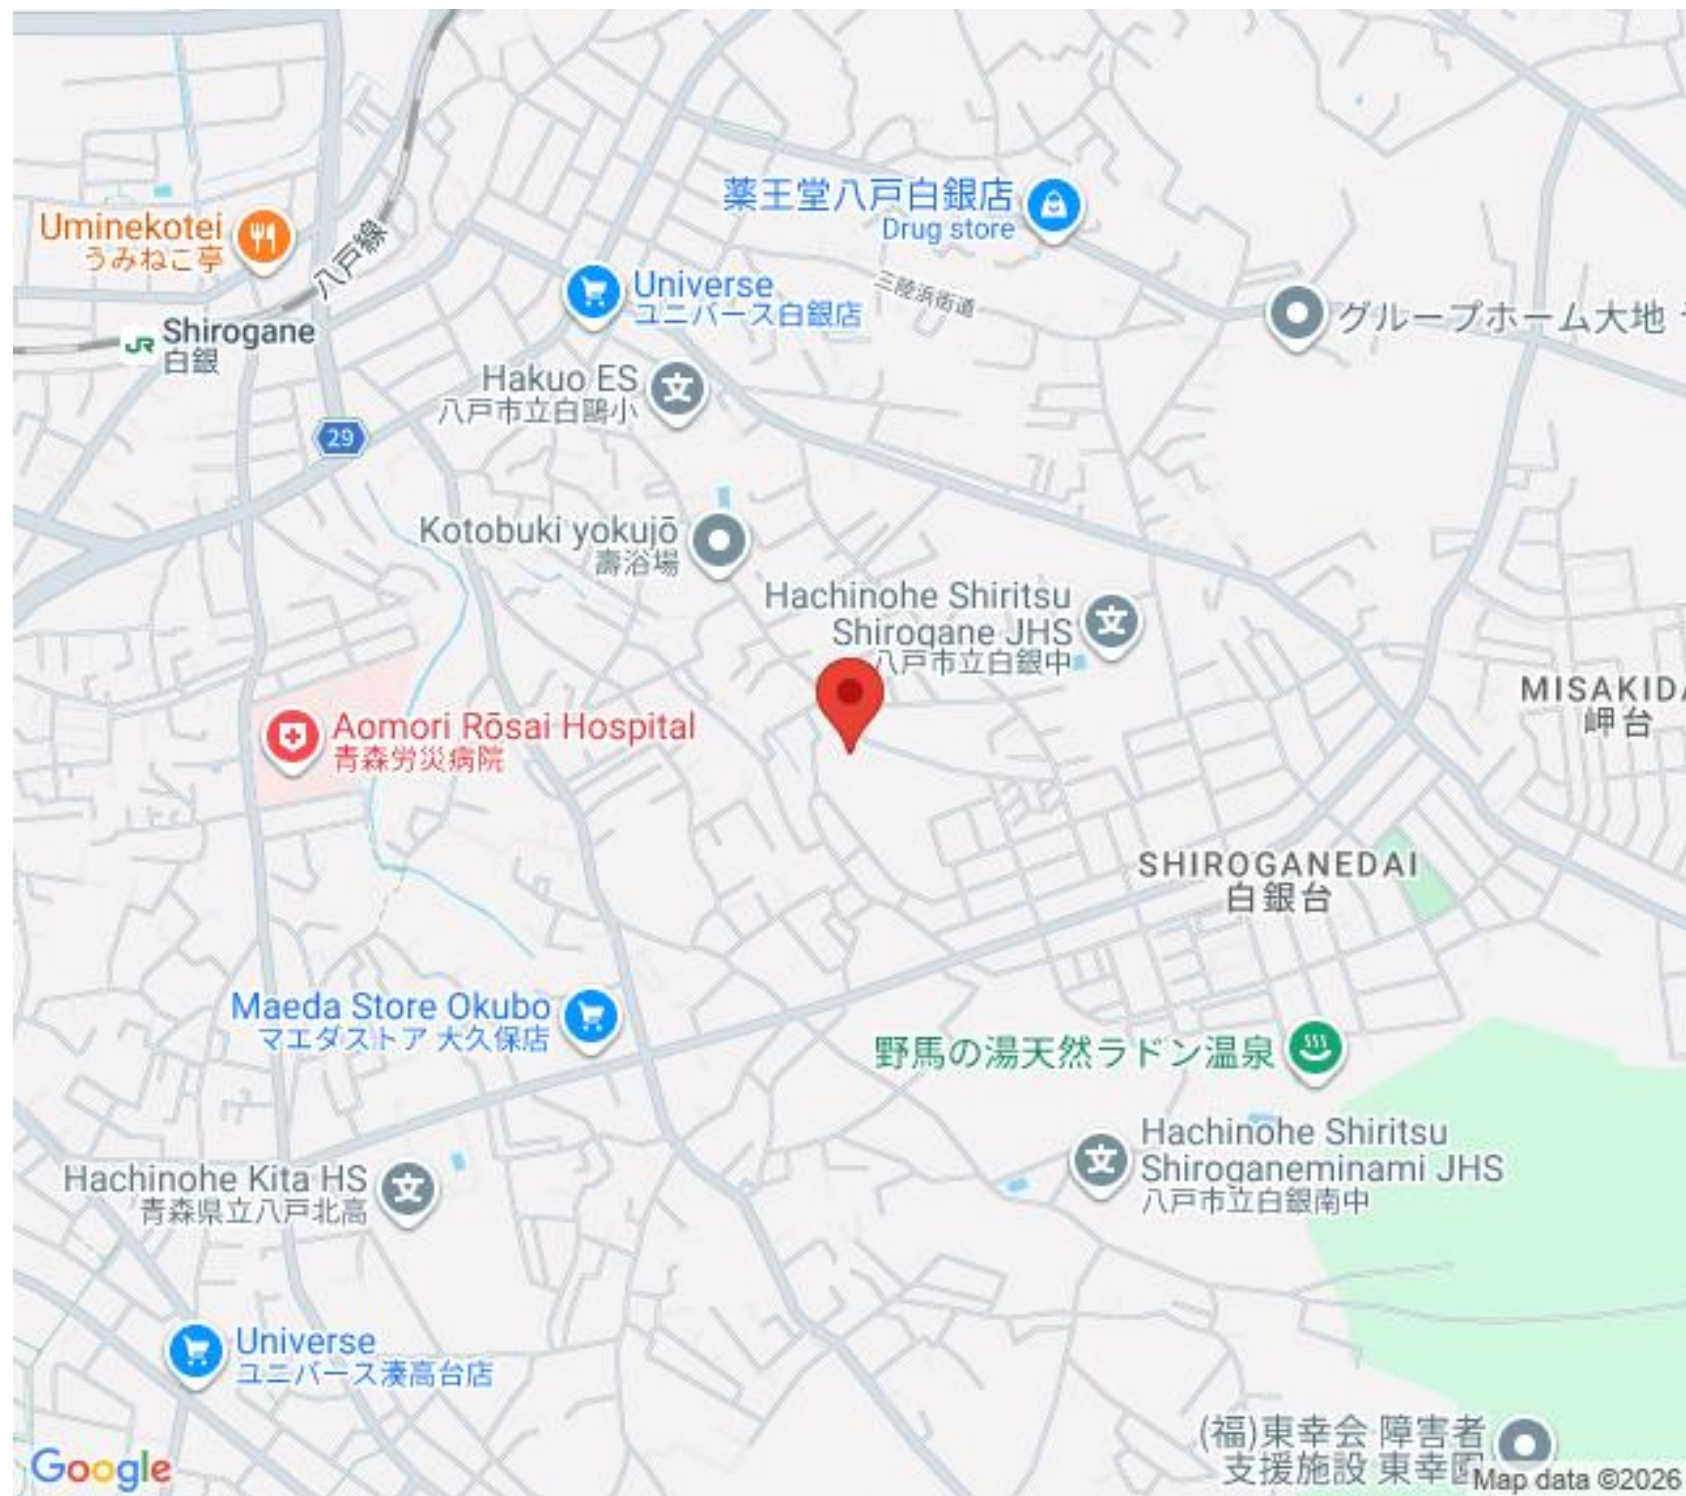 薬王堂八戸白銀店
Drug store
Uminekotei
うみねこ亭
八戸線
Universe
ユニバース白銀店
三陸浜街道
グループホーム大地
JR
Shirogane
白銀
Hakuo ES
八戸市立白鷗小
29
Kotobuki yokujō
壽浴場
Hachinohe Shiritsu
Shirogane JHS
八戸市立白銀中
MISAKIDA
岬台
Aomori Rōsai Hospital
青森労災病院
SHIROGANEDAI
白銀台
Maeda Store Okubo
マエダストア 大久保店
野馬の湯天然ラドン温泉
Hachinohe Shiritsu
Shiroganeminami JHS
八戸市立白銀南中
Hachinohe Kita HS
青森県立八戸北高
Universe
ユニバース湊高台店
(福)東幸会 障害者
支援施設 東幸園
Google
Map data ©2026